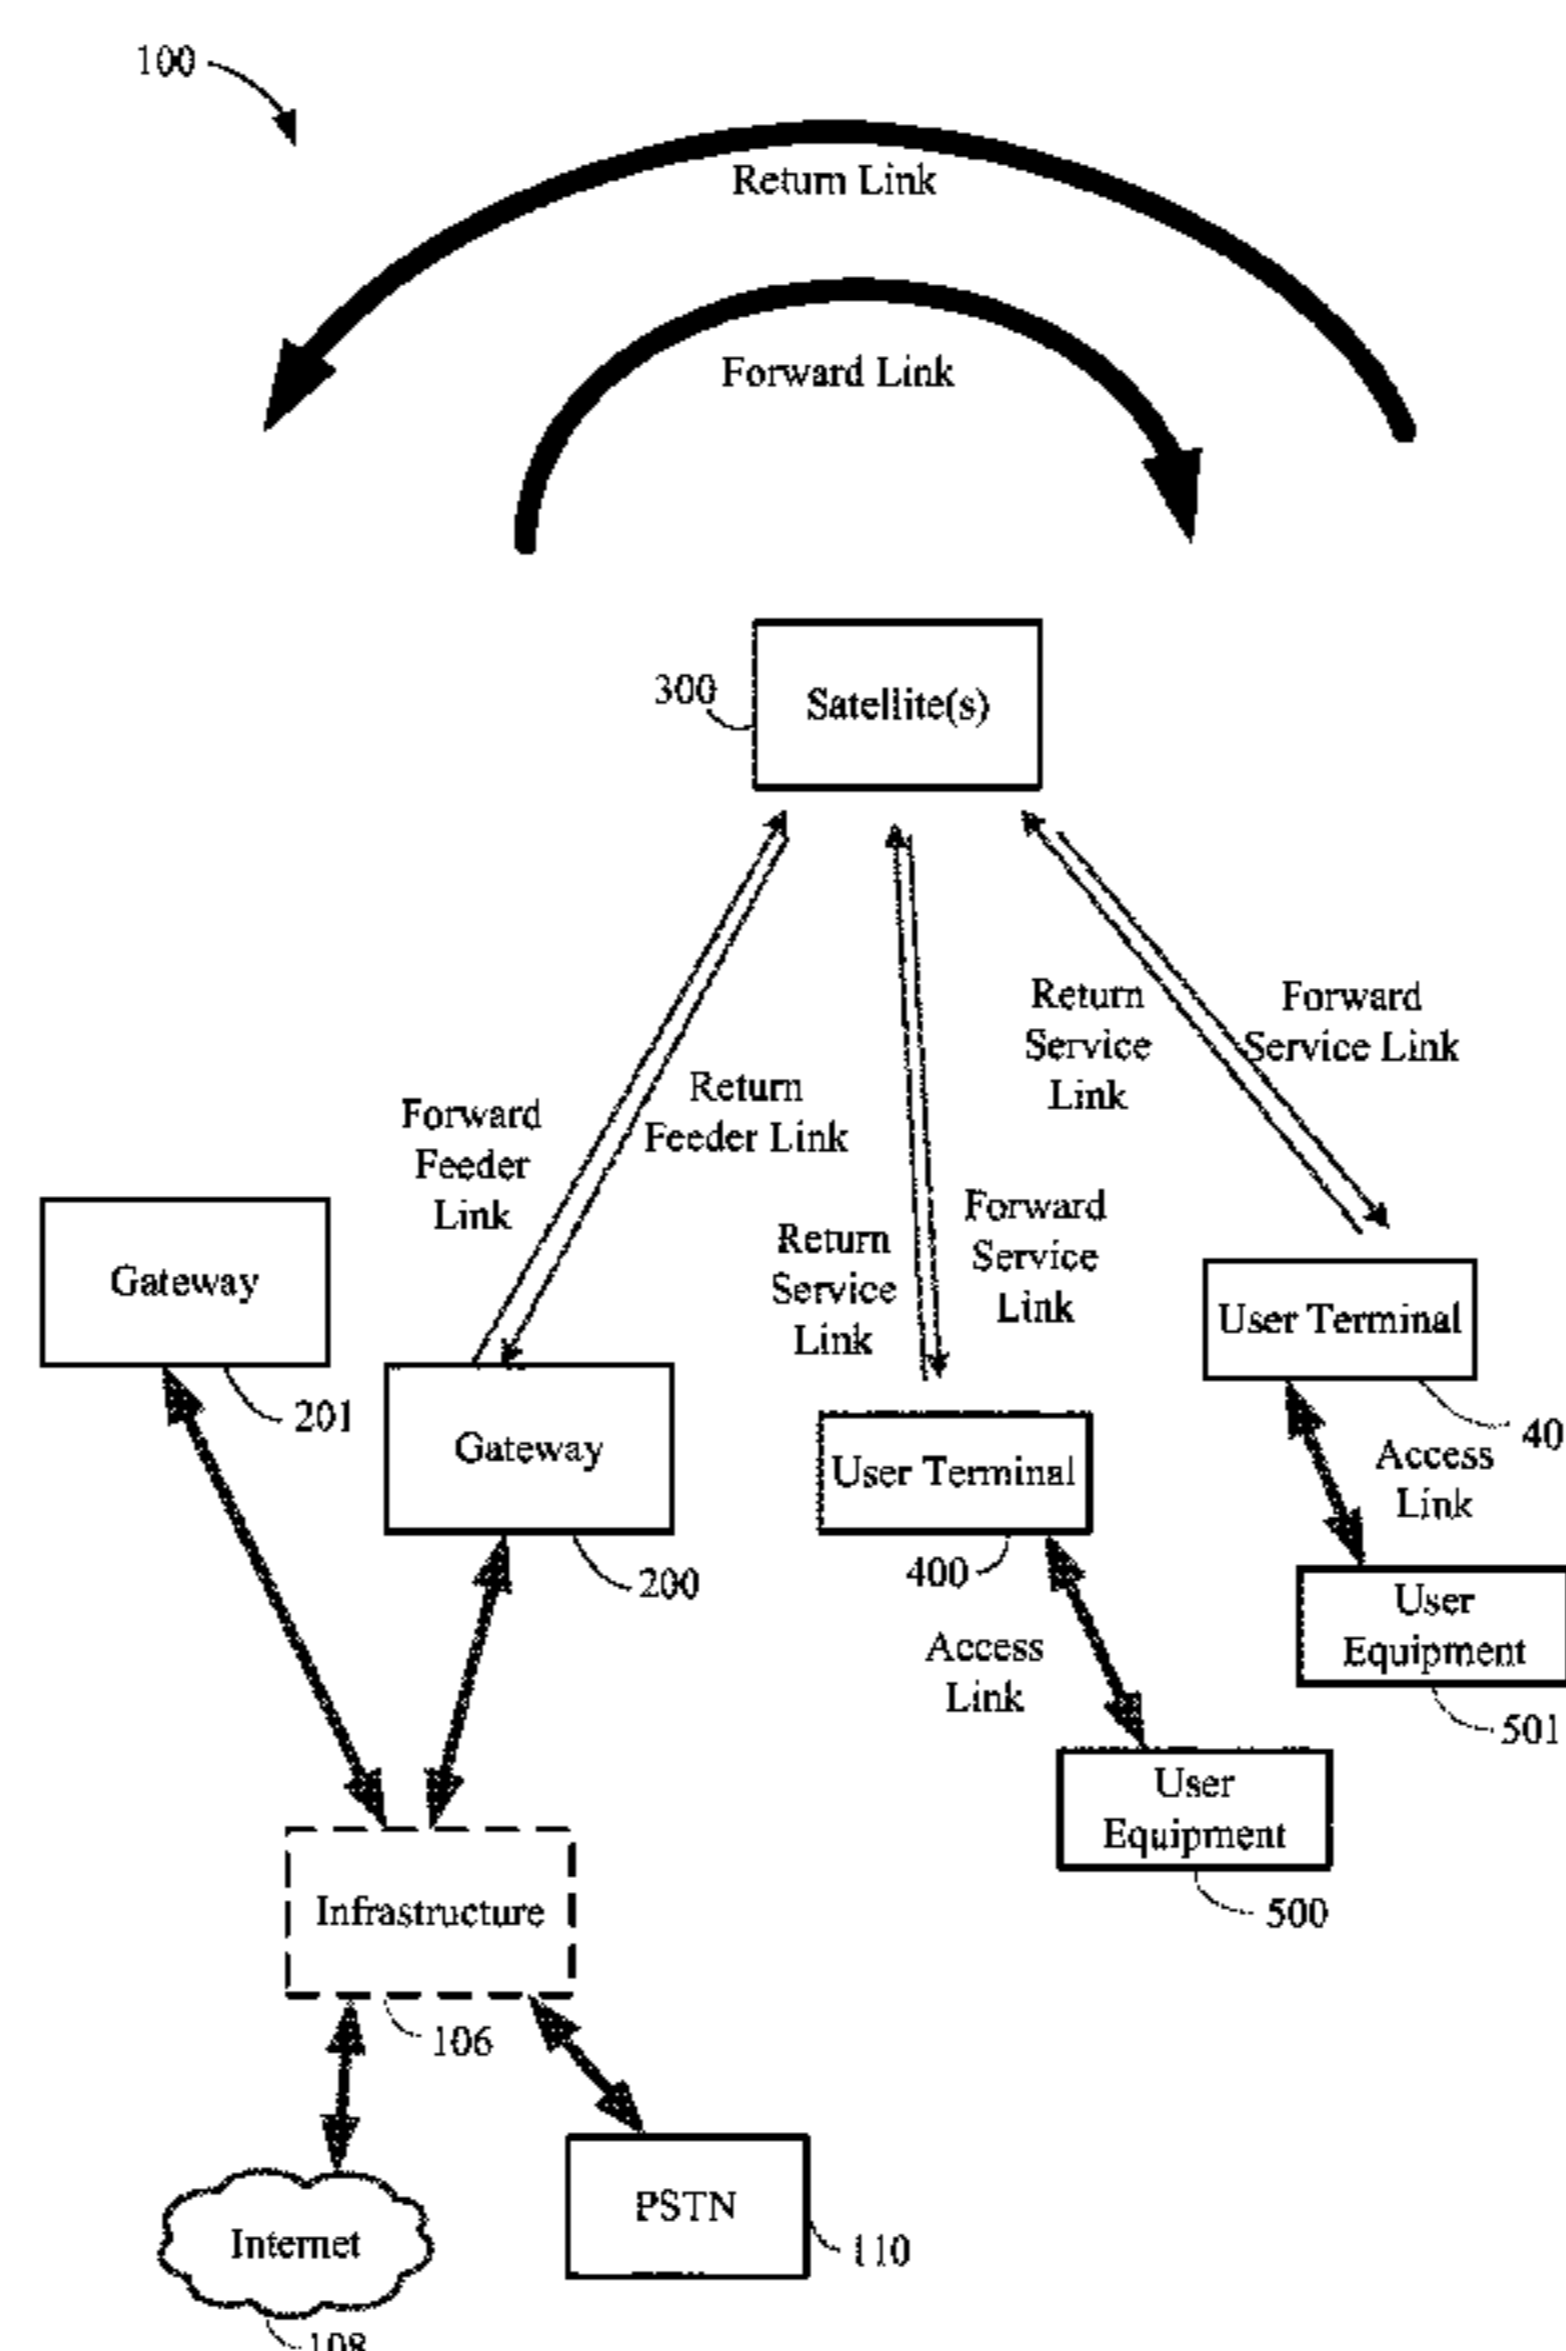 100
Return Link
Forward Link
300
Satellite(s)
Return
Service
Link
Forward
Service Link
Return
Feeder Link
Forward
Feeder
Link
Forward
Service
Link
Return
Service
Link
Gateway
201
Gateway
200
User Terminal
400
User Terminal
40
Access
Link
User
Equipment
501
Access
Link
User
Equipment
500
Infrastructure
106
Internet
108
PSTN
110